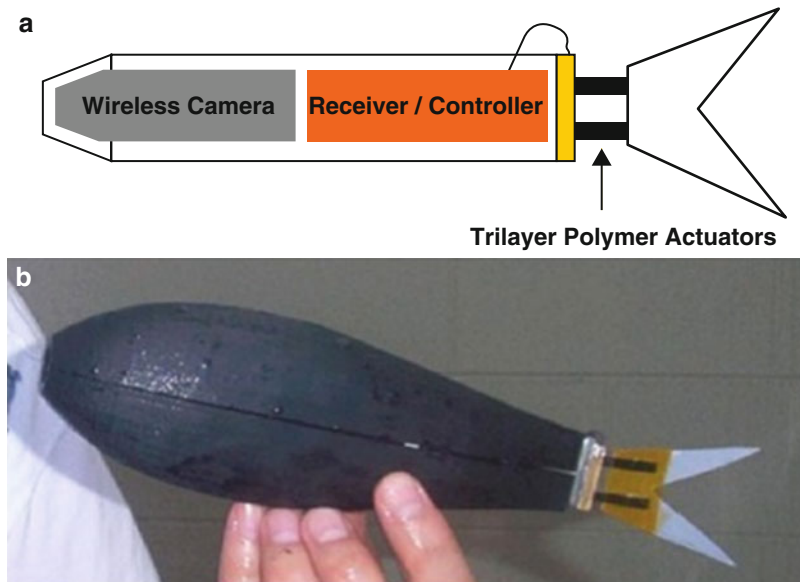 a
Wireless Camera
Receiver / Controller
Trilayer Polymer Actuators
b